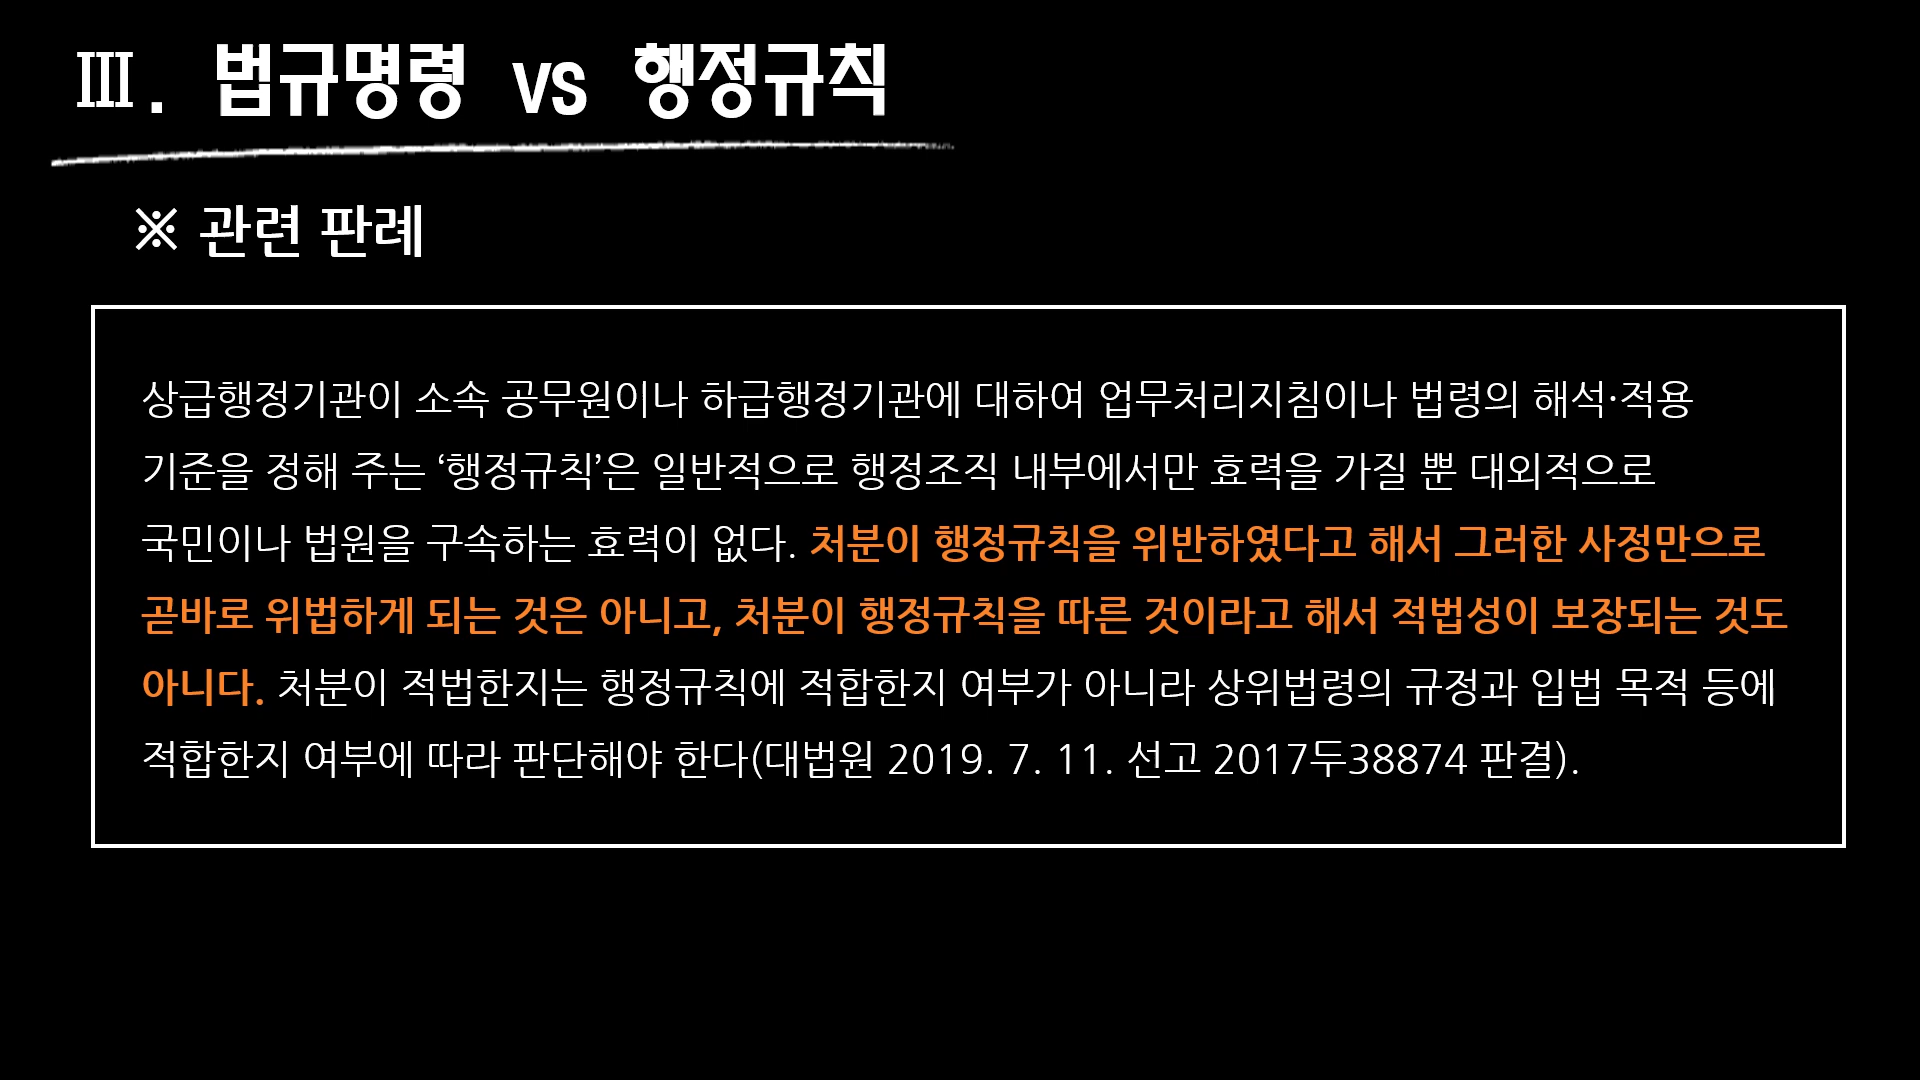 Ⅲ. 법규명령 vs 행정규칙
※ 관련 판례
상급행정기관이 소속 공무원이나 하급행정기관에 대하여 업무처리지침이나 법령의 해석·적용
기준을 정해 주는 ‘행정규칙’은 일반적으로 행정조직 내부에서만 효력을 가질 뿐 대외적으로
국민이나 법원을 구속하는 효력이 없다. 처분이 행정규칙을 위반하였다고 해서 그러한 사정만으로
곧바로 위법하게 되는 것은 아니고, 처분이 행정규칙을 따른 것이라고 해서 적법성이 보장되는 것도
아니다. 처분이 적법한지는 행정규칙에 적합한지 여부가 아니라 상위법령의 규정과 입법 목적 등에
적합한지 여부에 따라 판단해야 한다(대법원 2019. 7. 11. 선고 2017두38874 판결).